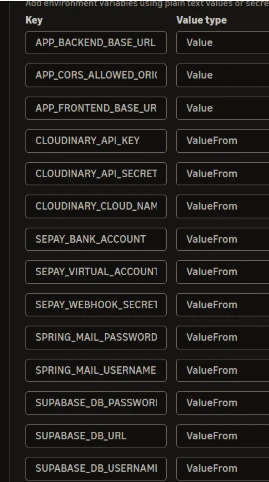 Add environment variables using plain text values or secre
Key Value type
APP_BACKEND_BASE_URL Value
APP_CORS_ALLOWED_ORI Value
APP_FRONTEND_BASE_UR Value
CLOUDINARY_API_KEY ValueFrom
CLOUDINARY_API_SECRET ValueFrom
CLOUDINARY_CLOUD_NAM ValueFrom
SEPAY_BANK_ACCOUNT ValueFrom
SEPAY_VIRTUAL_ACCOUNT ValueFrom
SEPAY_WEBHOOK_SECRET ValueFrom
SPRING_MAIL_PASSWORD ValueFrom
SPRING_MAIL_USERNAME ValueFrom
SUPABASE_DB_PASSWORI ValueFrom
SUPABASE_DB_URL ValueFrom
SUPABASE_DB_USERNAMI ValueFrom